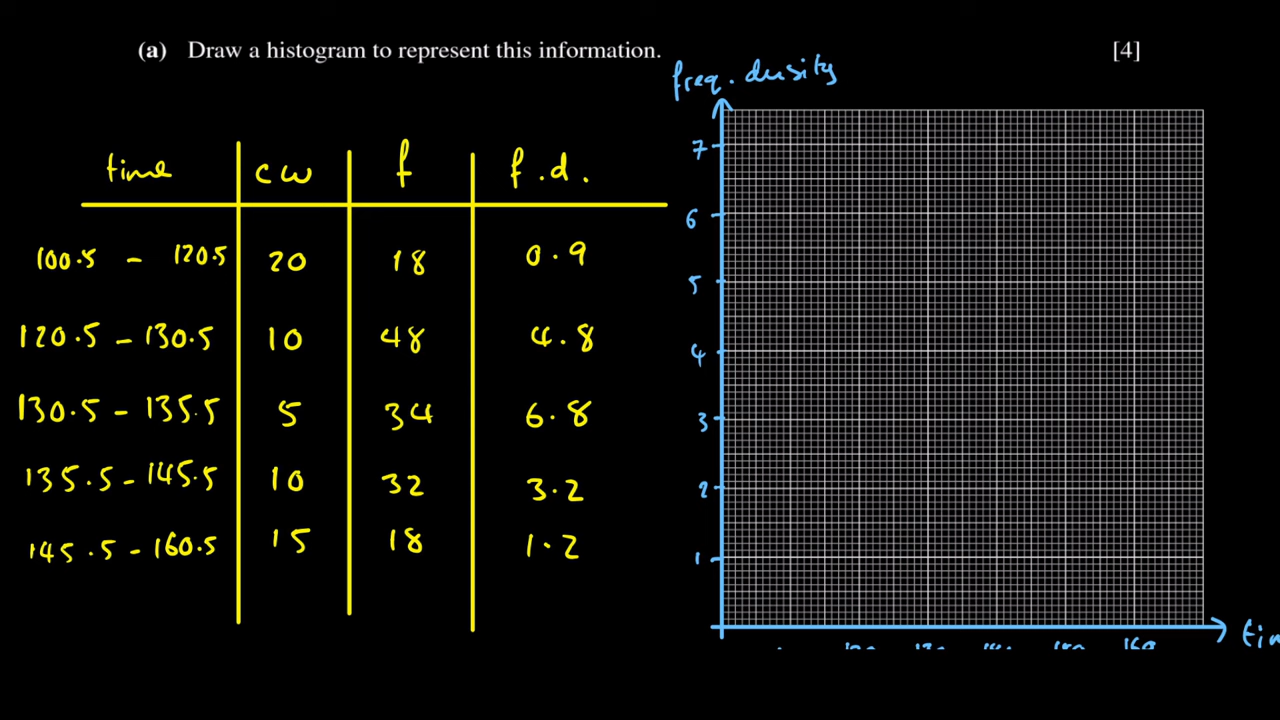 (a) Draw a histogram to represent this information. [4]
freq. density
time cw f f.d.
100.5 - 120.5 20 18 0.9
120.5 - 130.5 10 48 4.8
130.5 - 135.5 5 34 6.8
135.5 - 145.5 10 32 3.2
145.5 - 160.5 15 18 1.2
7
6
5
4
3
2
1